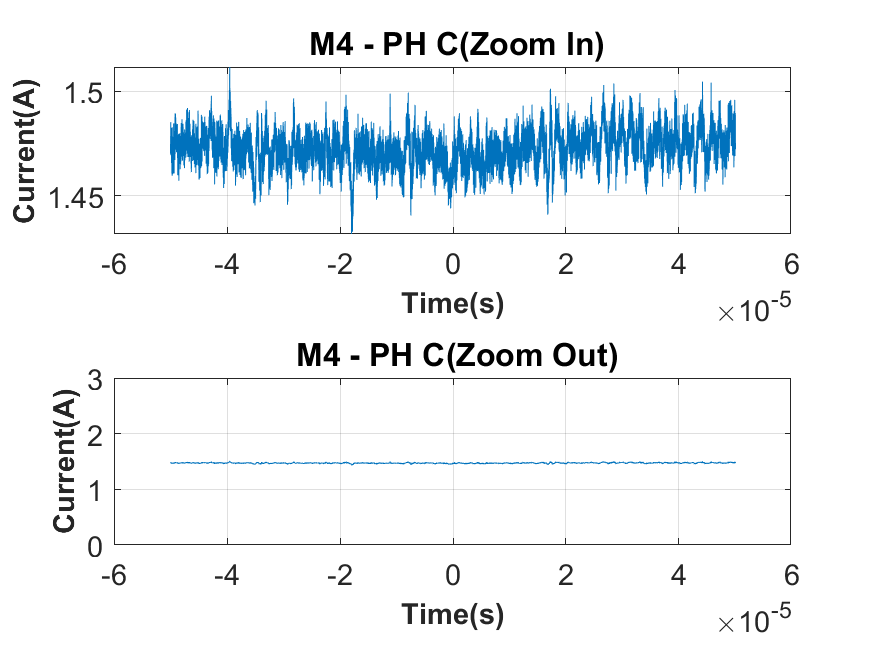 M4 - PH C(Zoom In)
Current(A)
1.5
1.45
-6 -4 -2 0 2 4 6
Time(s)
×10-5
M4 - PH C(Zoom Out)
Current(A)
3
2
1
0
-6 -4 -2 0 2 4 6
Time(s)
×10-5